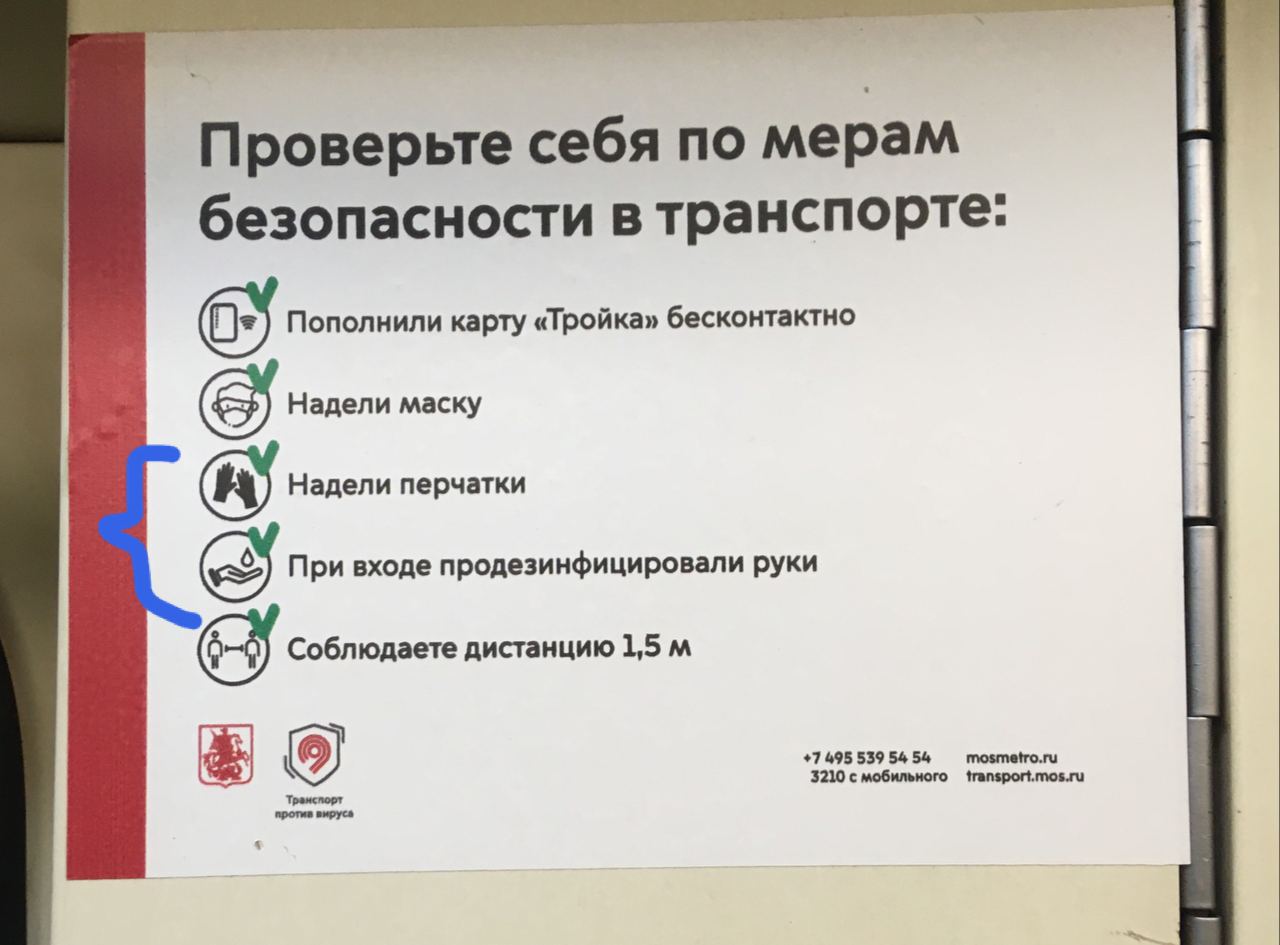 Проверьте себя по мерам
безопасности в транспорте:
Пополнили карту «Тройка» бесконтактно
Надели маску
Надели перчатки
При входе продезинфицировали руки
Соблюдаете дистанцию 1,5 м
Транспорт
против вируса
+7 495 539 54 54 mosmetro.ru
3210 с мобильного transport.mos.ru